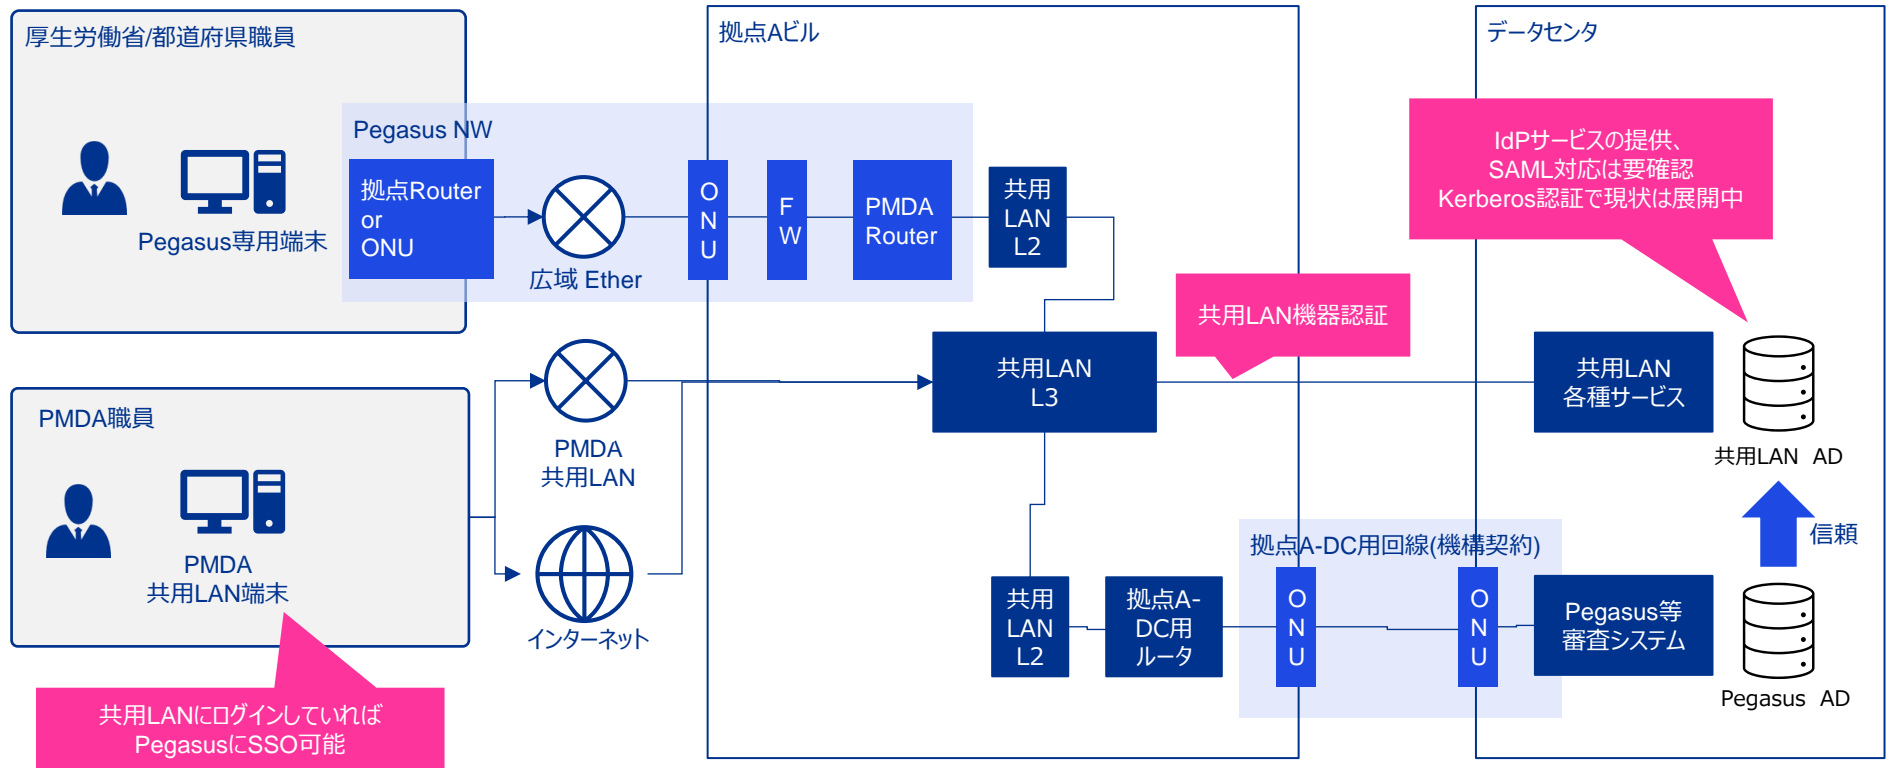 厚生労働省/都道府県職員
Pegasus専用端末
Pegasus NW
拠点Router
or
ONU
広域 Ether
拠点Aビル
O
N
U
F
W
PMDA
Router
共用
LAN
L2
データセンタ
IdPサービスの提供、
SAML対応は要確認
Kerberos認証で現状は展開中
共用LAN機器認証
PMDA職員
PMDA
共用LAN端末
共用LANにログインしていれば
PegasusにSSO可能
PMDA
共用LAN
インターネット
共用LAN
L3
共用LAN
各種サービス
共用LAN AD
信頼
共用
LAN
L2
拠点A-
DC用
ルータ
拠点A-DC用回線(機構契約)
O
N
U
O
N
U
Pegasus等
審査システム
Pegasus AD